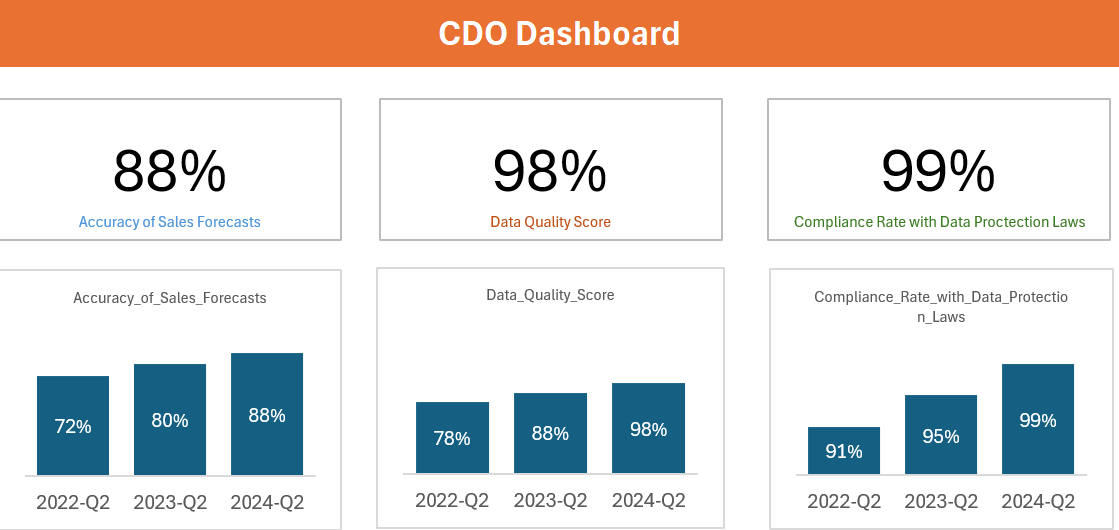 CDO Dashboard
88%
Accuracy of Sales Forecasts
98%
Data Quality Score
99%
Compliance Rate with Data Proctection Laws
Accuracy_of_Sales_Forecasts
72%
80%
88%
2022-Q2
2023-Q2
2024-Q2
Data_Quality_Score
78%
88%
98%
2022-Q2
2023-Q2
2024-Q2
Compliance_Rate_with_Data_Protectio
n_Laws
91%
95%
99%
2022-Q2
2023-Q2
2024-Q2